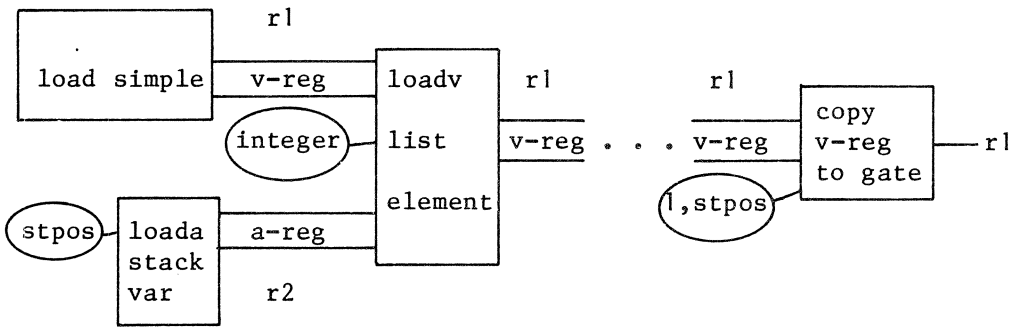 r1
load simple
v-reg
loadv
list
element
integer
stpos
loada
stack
var
a-reg
r2
r1
v-reg . . . v-reg
r1
copy
v-reg
to gate
1,stpos
r1